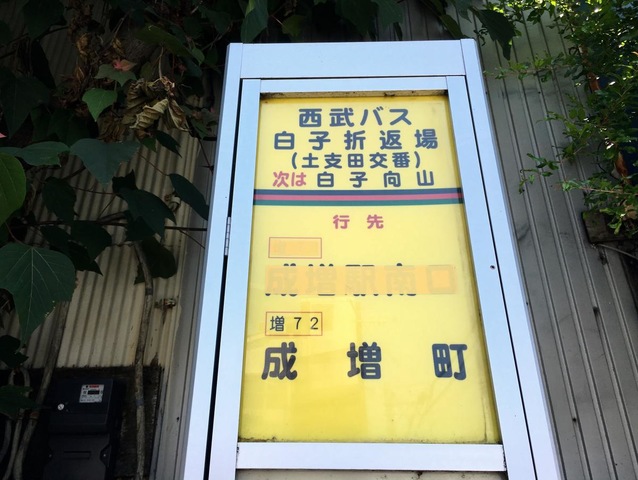 西武バス
白子折返場
(土支田交番)
次は 白子向山
行先
成増駅南口
増72
成増町